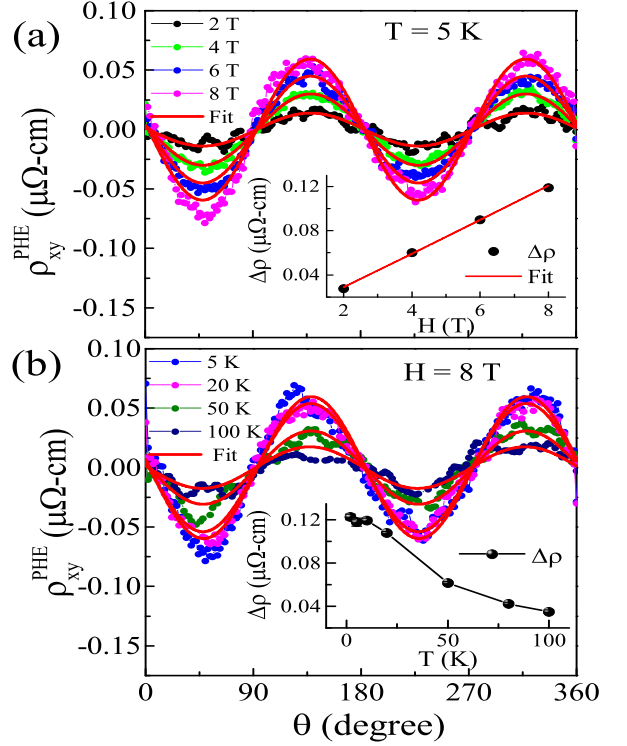 (a)
T = 5 K
2 T
4 T
6 T
8 T
Fit
0.10
0.05
0.00
-0.05
-0.10
-0.15
ρxy^PHE (μΩ-cm)
0.12
0.08
0.04
Δρ (μΩ-cm)
Δρ
Fit
2 4 6 8
H (T)
(b)
H = 8 T
5 K
20 K
50 K
100 K
Fit
0.10
0.05
0.00
-0.05
-0.10
-0.15
ρxy^PHE (μΩ-cm)
0.12
0.08
0.04
Δρ (μΩ-cm)
Δρ
0 50 100
T (K)
0 90 180 270 360
θ (degree)